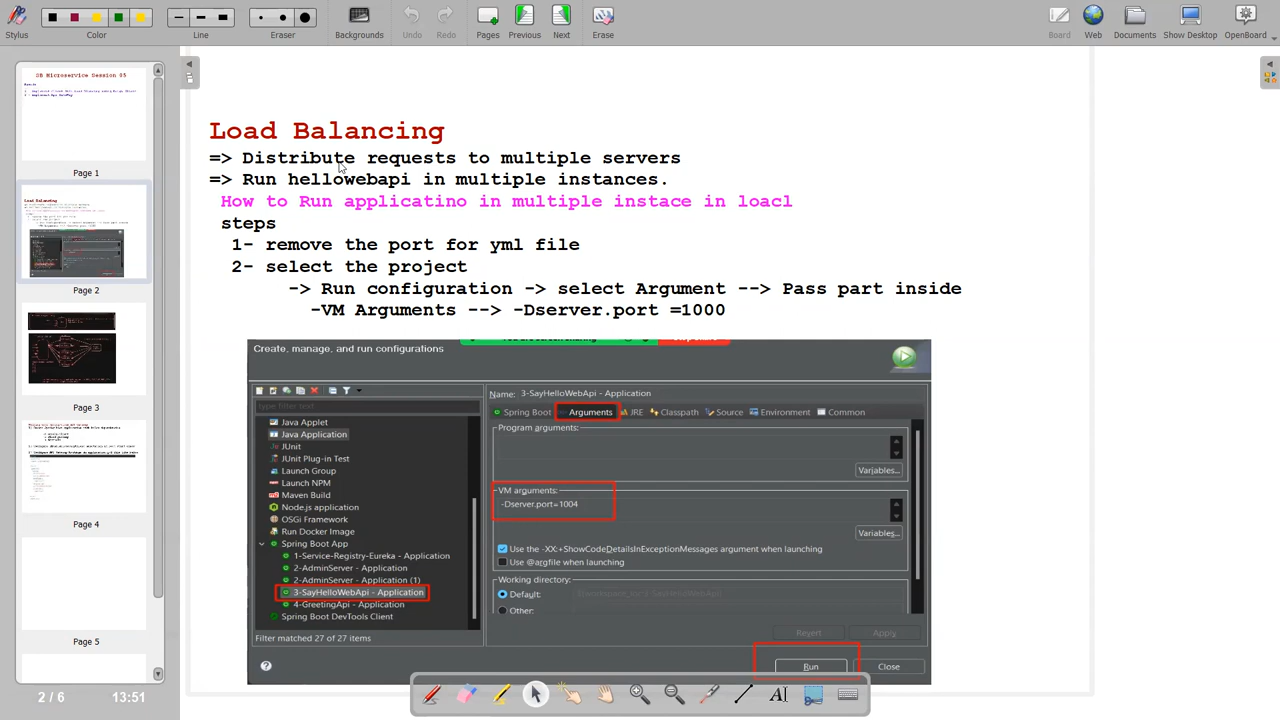 Stylus
Color
Line
Eraser
Backgrounds
Undo
Redo
Pages
Previous
Next
Erase
Board
Web
Documents
Show Desktop
OpenBoard
SB Microservice Session 05
Page 1
Page 2
Page 3
Page 4
Page 5
2 / 6
13:51
Load Balancing
=> Distribute requests to multiple servers
=> Run hellowebapi in multiple instances.
How to Run applicatino in multiple instace in loacl
steps
1- remove the port for yml file
2- select the project
-> Run configuration -> select Argument --> Pass part inside
-VM Arguments --> -Dserver.port =1000
Create, manage, and run configurations
type filter text
Java Applet
Java Application
JUnit
JUnit Plug-in Test
Launch Group
Launch NPM
Maven Build
Node.js application
OSGi Framework
Run Docker Image
Spring Boot App
1-Service-Registry-Eureka - Application
2-AdminServer - Application
2-AdminServer - Application (1)
3-SayHelloWebApi - Application
4-GreetingApi - Application
Spring Boot DevTools Client
Filter matched 27 of 27 items
Name: 3-SayHelloWebApi - Application
Spring Boot
Arguments
JRE
Classpath
Source
Environment
Common
Program arguments:
Variables...
VM arguments:
-Dserver.port=1004
Variables...
Use the -XX:+ShowCodeDetailsInExceptionMessages argument when launching
Use @argfile when launching
Working directory:
Default:
Other:
Revert
Apply
Run
Close